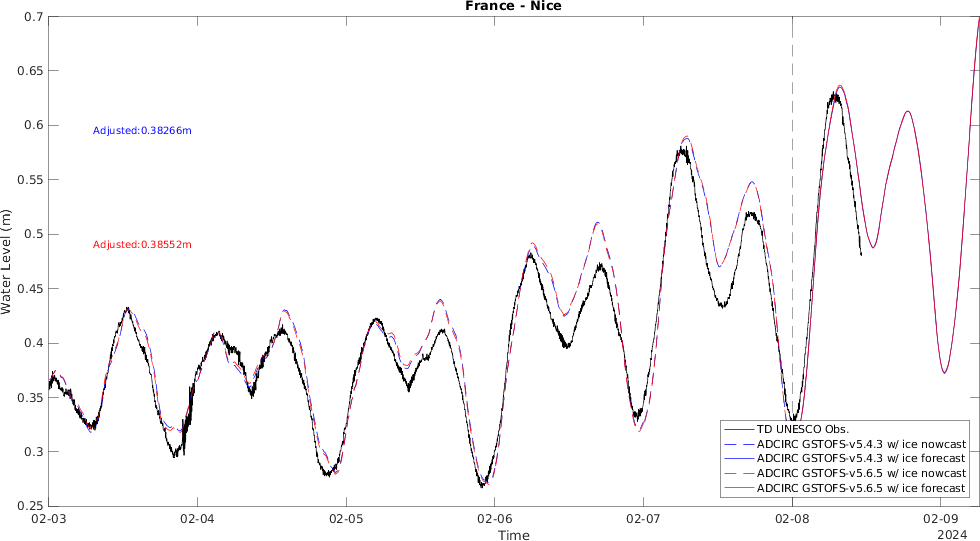 France - Nice
0.7
0.65
0.6
0.55
0.5
0.45
0.4
0.35
0.3
0.25
Water Level (m)
Adjusted:0.38266m
Adjusted:0.38552m
TD UNESCO Obs.
ADCIRC GSTOFS-v5.4.3 w/ ice nowcast
ADCIRC GSTOFS-v5.4.3 w/ ice forecast
ADCIRC GSTOFS-v5.6.5 w/ ice nowcast
ADCIRC GSTOFS-v5.6.5 w/ ice forecast
02-03 02-04 02-05 02-06 02-07 02-08 02-09
Time
2024